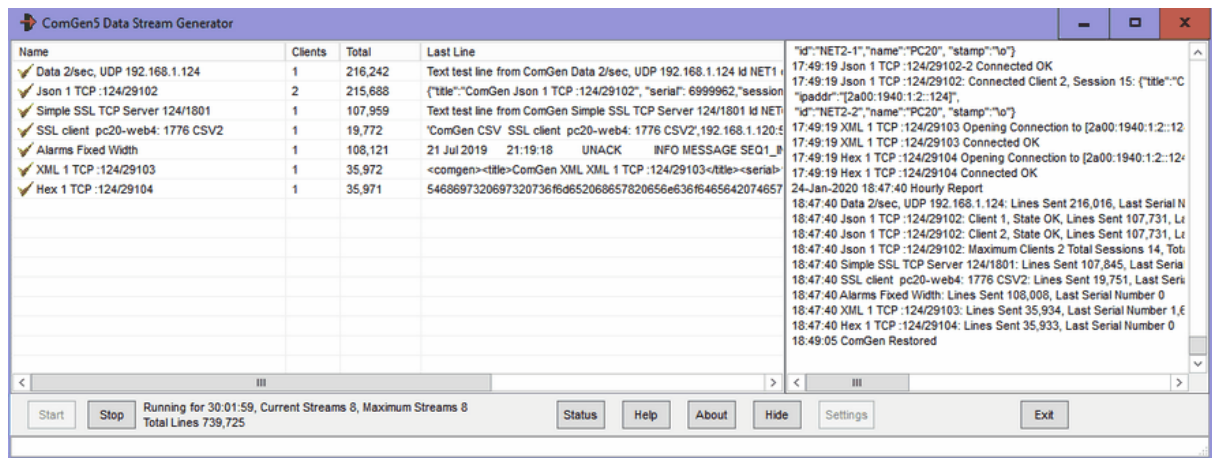 ComGen5 Data Stream Generator
Name Clients Total Last Line
Data 2/sec, UDP 192.168.1.124 1 216,242 Text test line from ComGen Data 2/sec, UDP 192.168.1.124 Id NET1
Json 1 TCP :124/29102 2 215,688 {"title":"ComGen Json 1 TCP :124/29102", "serial": 6999962,"session
Simple SSL TCP Server 124/1801 1 107,959 Text test line from ComGen Simple SSL TCP Server 124/1801 Id NET
SSL client pc20-web4: 1776 CSV2 1 19,772 'ComGen CSV SSL client pc20-web4: 1776 CSV2',192.168.1.120:5
Alarms Fixed Width 1 108,121 21 Jul 2019 21:19:18 UNACK INFO MESSAGE SEQ1_I
XML 1 TCP :124/29103 1 35,972 <comgen><title>ComGen XML XML 1 TCP :124/29103</title><serial>
Hex 1 TCP :124/29104 1 35,971 5468697320697320736f6d652068657820656e636f6465642074657
"id":"NET2-1","name":"PC20", "stamp":"\o"}
17:49:19 Json 1 TCP :124/29102-2 Connected OK
17:49:19 Json 1 TCP :124/29102: Connected Client 2, Session 15: {"title":"C
"ipaddr":"[2a00:1940:1:2::124]",
"id":"NET2-2","name":"PC20", "stamp":"\o"}
17:49:19 XML 1 TCP :124/29103 Opening Connection to [2a00:1940:1:2::12
17:49:19 XML 1 TCP :124/29103 Connected OK
17:49:19 Hex 1 TCP :124/29104 Opening Connection to [2a00:1940:1:2::124
17:49:19 Hex 1 TCP :124/29104 Connected OK
24-Jan-2020 18:47:40 Hourly Report
18:47:40 Data 2/sec, UDP 192.168.1.124: Lines Sent 216,016, Last Serial N
18:47:40 Json 1 TCP :124/29102: Client 1, State OK, Lines Sent 107,731, La
18:47:40 Json 1 TCP :124/29102: Client 2, State OK, Lines Sent 107,731, La
18:47:40 Json 1 TCP :124/29102: Maximum Clients 2 Total Sessions 14, Tota
18:47:40 Simple SSL TCP Server 124/1801: Lines Sent 107,845, Last Seria
18:47:40 SSL client pc20-web4: 1776 CSV2: Lines Sent 19,751, Last Seri
18:47:40 Alarms Fixed Width: Lines Sent 108,008, Last Serial Number 0
18:47:40 XML 1 TCP :124/29103: Lines Sent 35,934, Last Serial Number 1,6
18:47:40 Hex 1 TCP :124/29104: Lines Sent 35,933, Last Serial Number 0
18:49:05 ComGen Restored
Start Stop Running for 30:01:59, Current Streams 8, Maximum Streams 8
Total Lines 739,725
Status Help About Hide Settings Exit